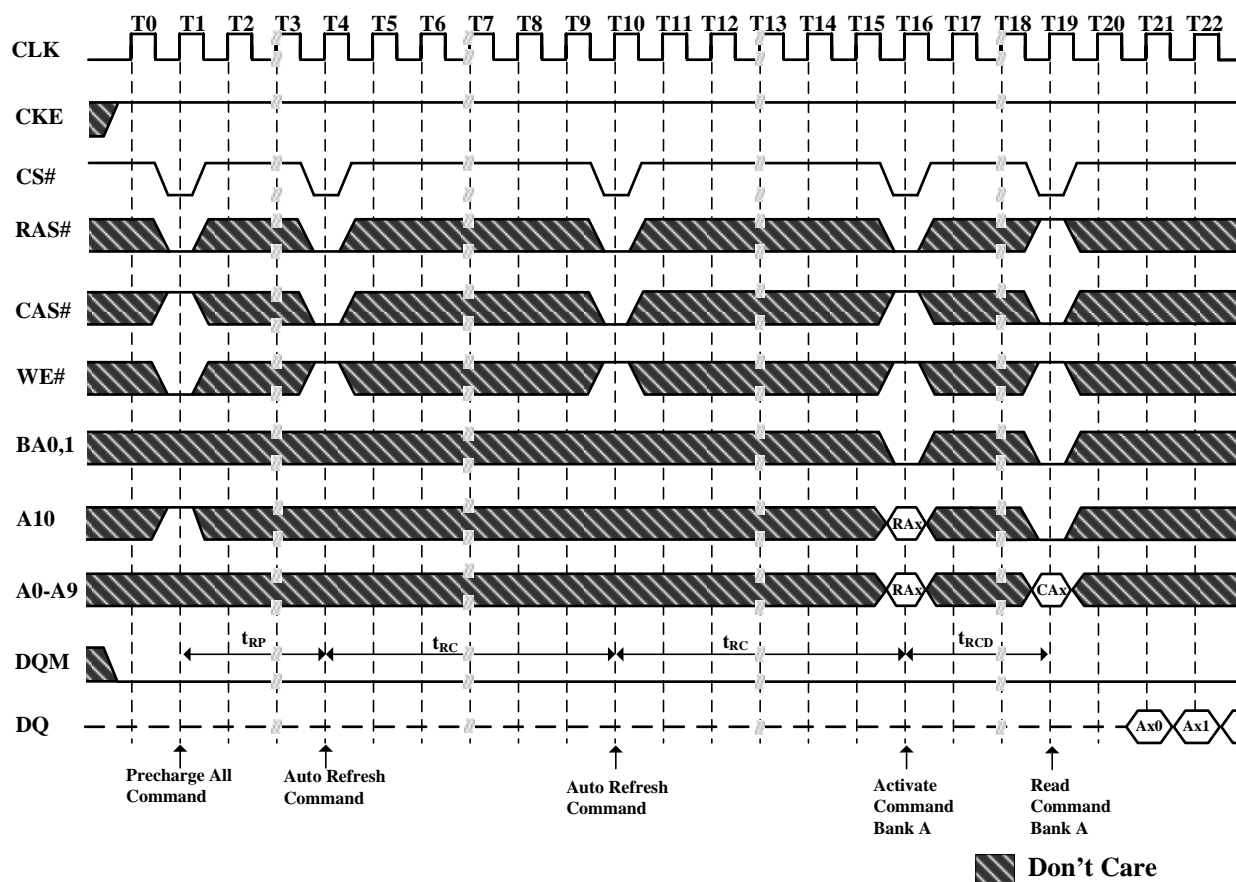 T0 T1 T2 T3 T4 T5 T6 T7 T8 T9 T10 T11 T12 T13 T14 T15 T16 T17 T18 T19 T20 T21 T22
CLK
CKE
CS#
RAS#
CAS#
WE#
BA0,1
A10 RAx
A0-A9 RAx CAx
tRP tRC tRC tRCD
DQM
DQ Ax0 Ax1
Precharge All
Command
Auto Refresh
Command
Auto Refresh
Command
Activate
Command
Bank A
Read
Command
Bank A
Don't Care